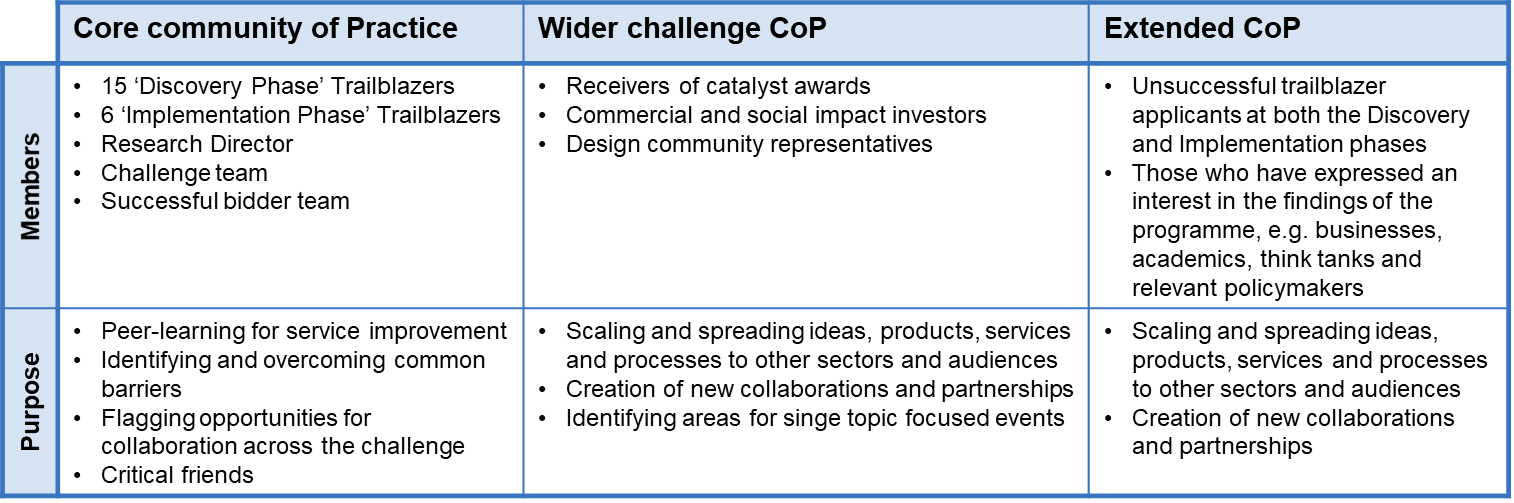 Core community of Practice
Wider challenge CoP
Extended CoP
Members
• 15 ‘Discovery Phase’ Trailblazers
• 6 ‘Implementation Phase’ Trailblazers
• Research Director
• Challenge team
• Successful bidder team
• Receivers of catalyst awards
• Commercial and social impact investors
• Design community representatives
• Unsuccessful trailblazer
applicants at both the Discovery
and Implementation phases
• Those who have expressed an
interest in the findings of the
programme, e.g. businesses,
academics, think tanks and
relevant policymakers
Purpose
• Peer-learning for service improvement
• Identifying and overcoming common
barriers
• Flagging opportunities for
collaboration across the challenge
• Critical friends
• Scaling and spreading ideas, products, services
and processes to other sectors and audiences
• Creation of new collaborations and partnerships
• Identifying areas for singe topic focused events
• Scaling and spreading ideas,
products, services and processes
to other sectors and audiences
• Creation of new collaborations
and partnerships